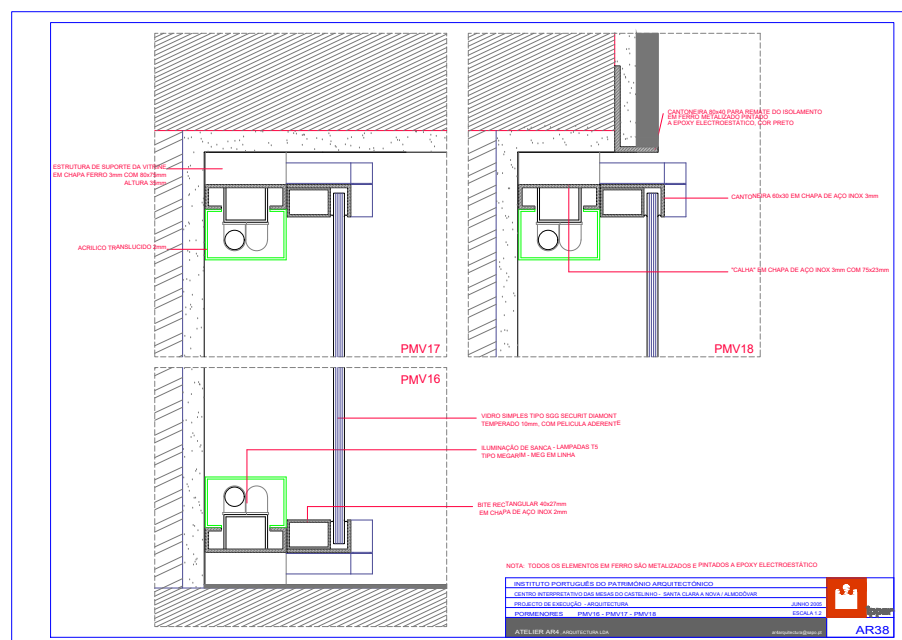 CANTONEIRA 80x40 PARA REMATE DO ISOLAMENTO
EM FERRO METALIZADO PINTADO
A EPOXY ELECTROESTÁTICO, COR PRETO
ESTRUTURA DE SUPORTE DA VITRINE
EM CHAPA FERRO 3mm COM 80x75mm
ALTURA 35mm
CANTONEIRA 60x30 EM CHAPA DE AÇO INOX 3mm
ACRILICO TRANSLUCIDO 2mm
"CALHA" EM CHAPA DE AÇO INOX 3mm COM 75x23mm
PMV17
PMV18
PMV16
VIDRO SIMPLES TIPO SGG SECURIT DIAMONT
TEMPERADO 10mm, COM PELICULA ADERENTE
ILUMINAÇÃO DE SANCA - LAMPADAS T5
TIPO MEGARIM - MEG EM LINHA
BITE RECTANGULAR 40x27mm
EM CHAPA DE AÇO INOX 2mm
NOTA: TODOS OS ELEMENTOS EM FERRO SÃO METALIZADOS E PINTADOS A EPOXY ELECTROESTÁTICO
INSTITUTO PORTUGUÊS DO PATRIMÓNIO ARQUITECTÓNICO
CENTRO INTERPRETATIVO DAS MESAS DO CASTELINHO - SANTA CLARA A NOVA / ALMODÔVAR
PROJECTO DE EXECUÇÃO - ARQUITECTURA JUNHO 2005
PORMENORES PMV16 - PMV17 - PMV18 ESCALA 1.2
ippar
ATELIER AR4, ARQUITECTURA LDA
AR38